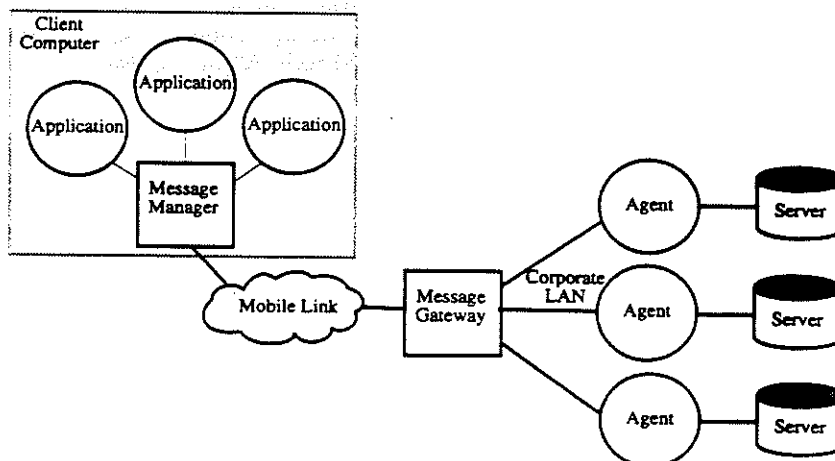 Client
Computer
Application
Application
Application
Message
Manager
Mobile Link
Message
Gateway
Corporate
LAN
Agent
Server
Agent
Server
Agent
Server